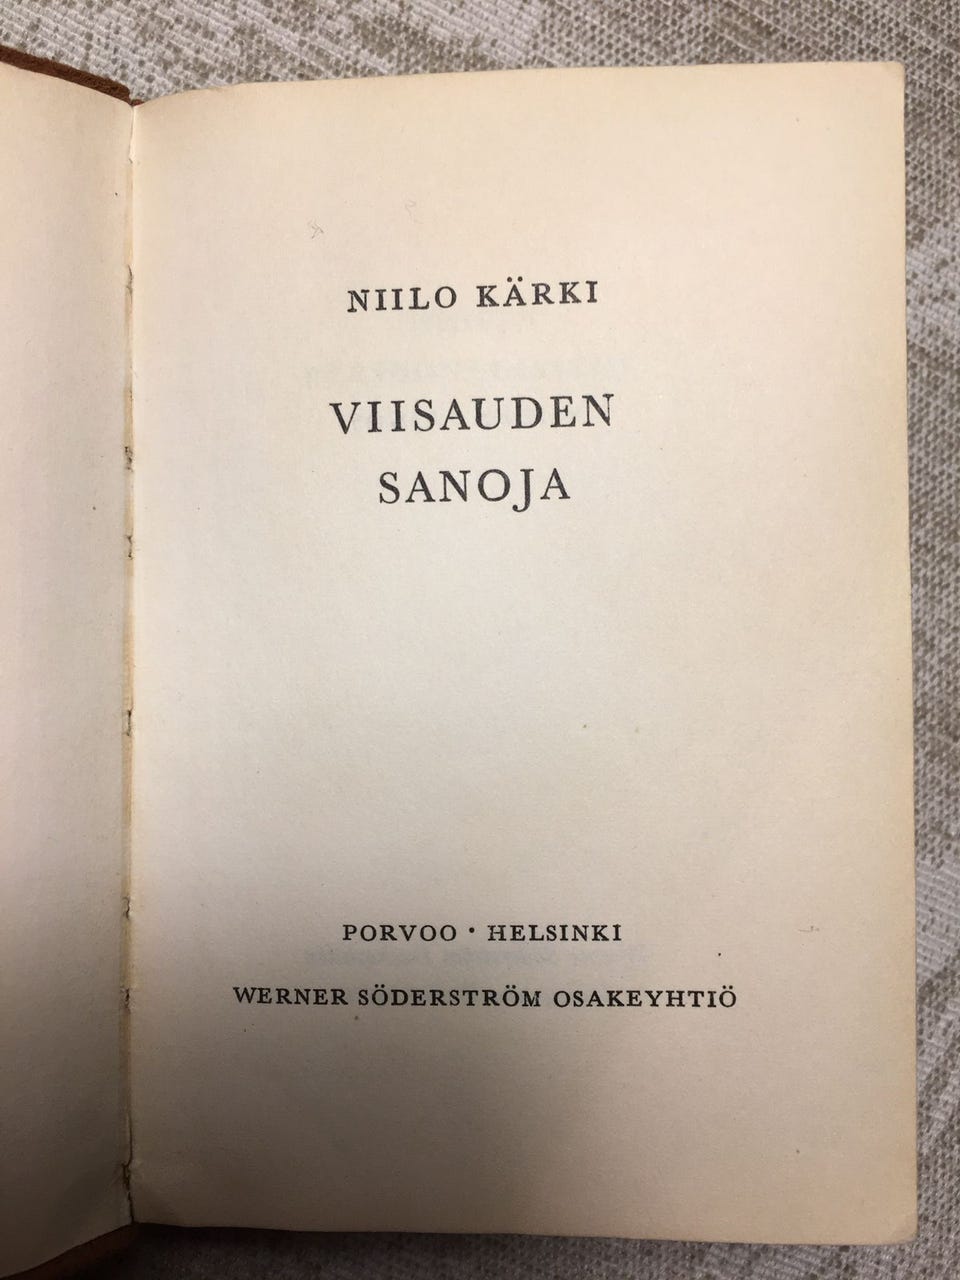 NIILO KÄRKI
VIISAUDEN
SANOJA
PORVOO • HELSINKI
WERNER SÖDERSTRÖM OSAKEYHTIÖ